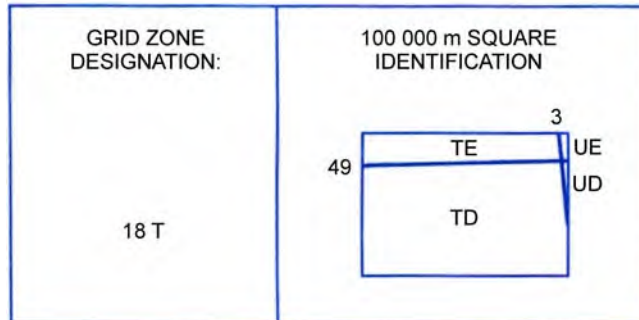 GRID ZONE
DESIGNATION:
18 T
100 000 m SQUARE
IDENTIFICATION
3
TE
UE
49
UD
TD